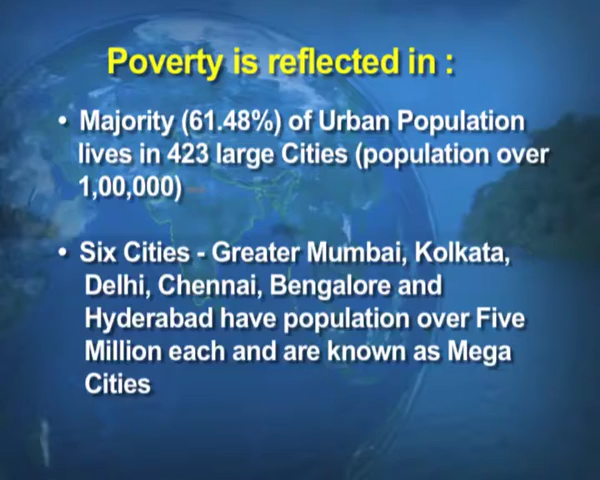 Poverty is reflected in :
• Majority (61.48%) of Urban Population
lives in 423 large Cities (population over
1,00,000)
• Six Cities - Greater Mumbai, Kolkata,
Delhi, Chennai, Bengalore and
Hyderabad have population over Five
Million each and are known as Mega
Cities